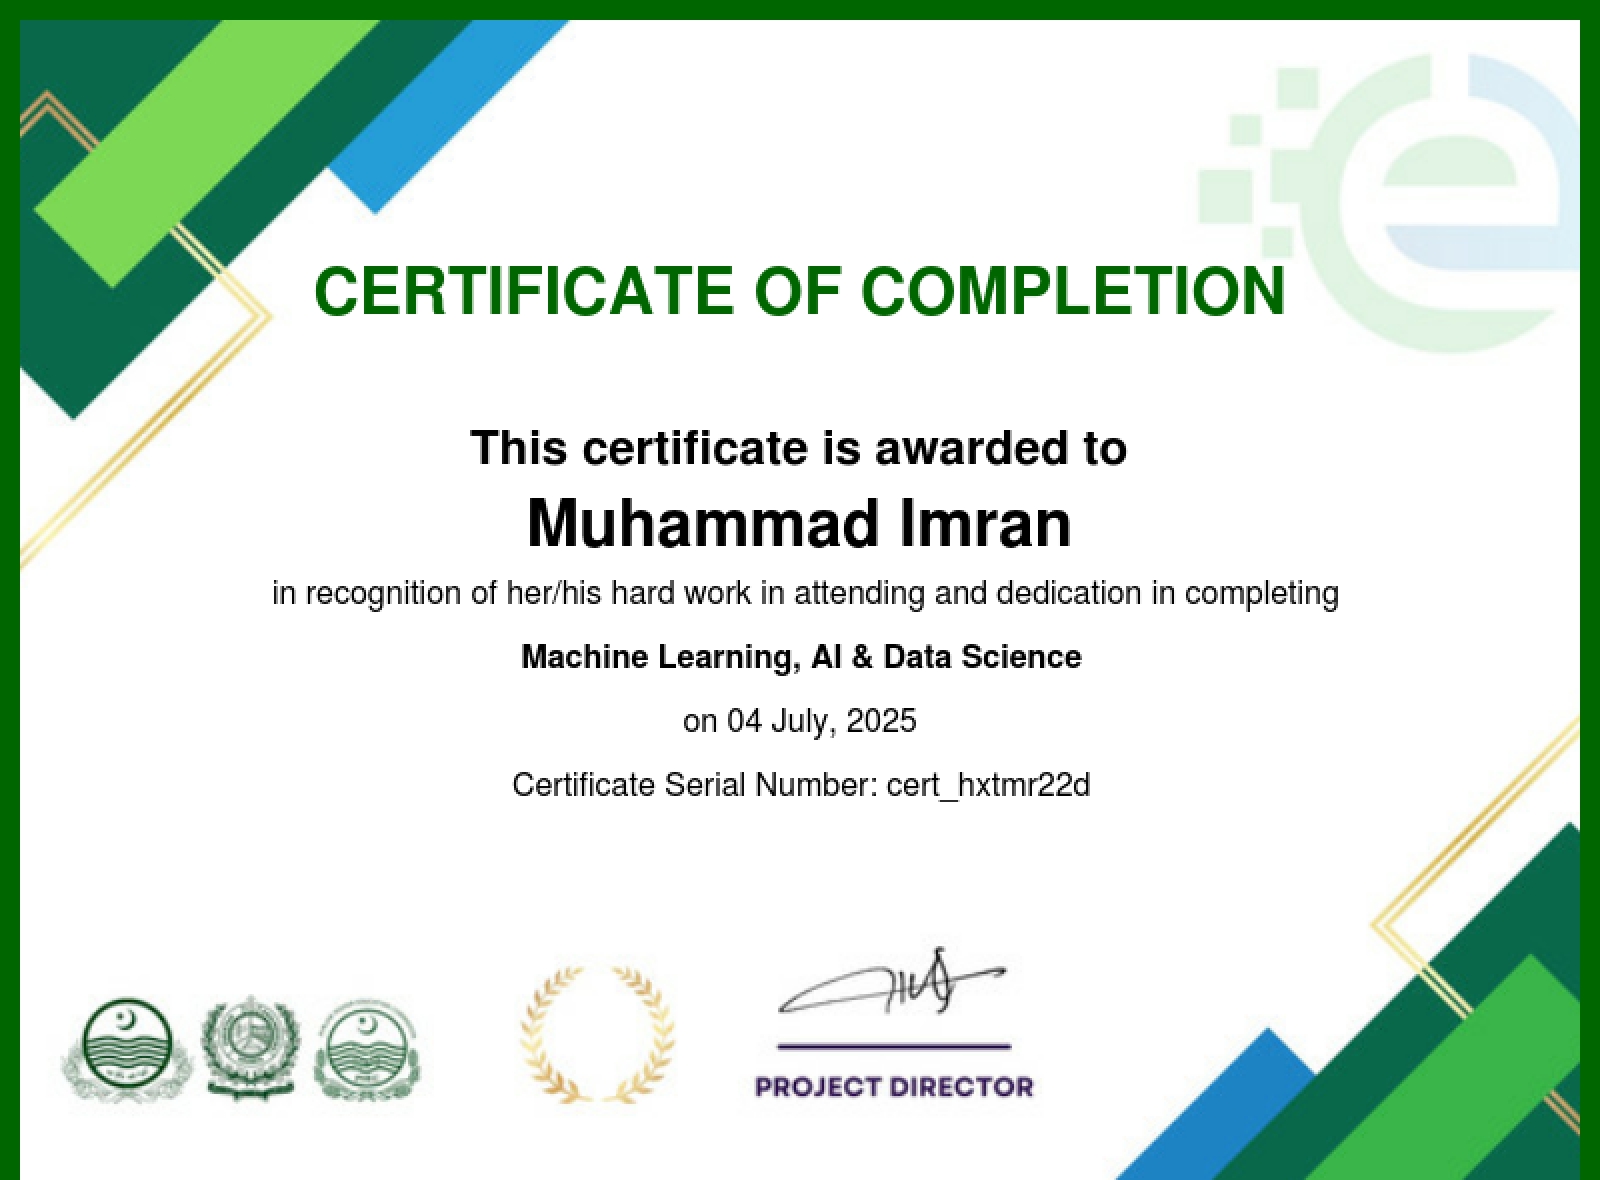 CERTIFICATE OF COMPLETION
This certificate is awarded to
Muhammad Imran
in recognition of her/his hard work in attending and dedication in completing
Machine Learning, AI & Data Science
on 04 July, 2025
Certificate Serial Number: cert_hxtmr22d
PROJECT DIRECTOR